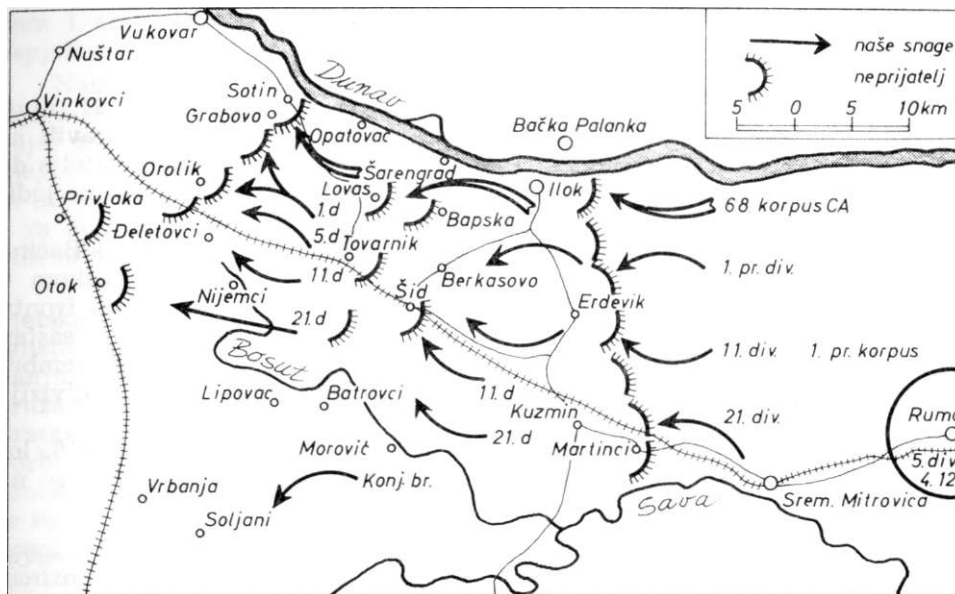 Vukovar
Nuštar
Vinkovci
Sotin
Grabovo
Dunav
Opatovac
Bačka Palanka
naše snage
neprijatelj
5 0 5 10km
Orolik
Privlaka
Šarengrad
Lovaš
Ilok
68. korpus CA
Bapska
1. d
5. d
Đeletovci
Tovarnik
11. d
Berkasovo
1. pr. div.
Otok
Nijemci
Šid
Erdevik
21. d
Bosut
11. div. 1. pr. korpus
Lipovac
Batrovci
11. d
Kuzmin
21. div.
Ruma
21. d
Martinci
5. div.
4. 12
Morović
Konj. br.
Vrbanja
Soljani
Sava
Srem. Mitrovica